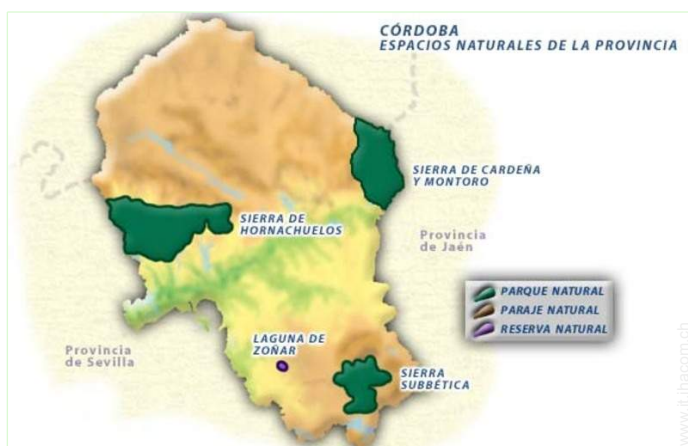 CÓRDOBA
ESPACIOS NATURALES DE LA PROVINCIA
SIERRA DE CARDEÑA
Y MONTORO
SIERRA DE
HORNACHUELOS
Provincia
de Jaén
PARQUE NATURAL
PARAJE NATURAL
RESERVA NATURAL
LAGUNA DE
ZOÑAR
Provincia
de Sevilla
SIERRA
SUBBÉTICA
www.it.ihacom.ch